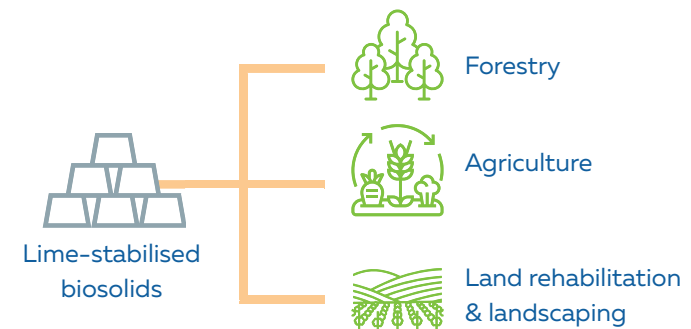 Forestry
Agriculture
Lime-stabilised
biosolids
Land rehabilitation
& landscaping